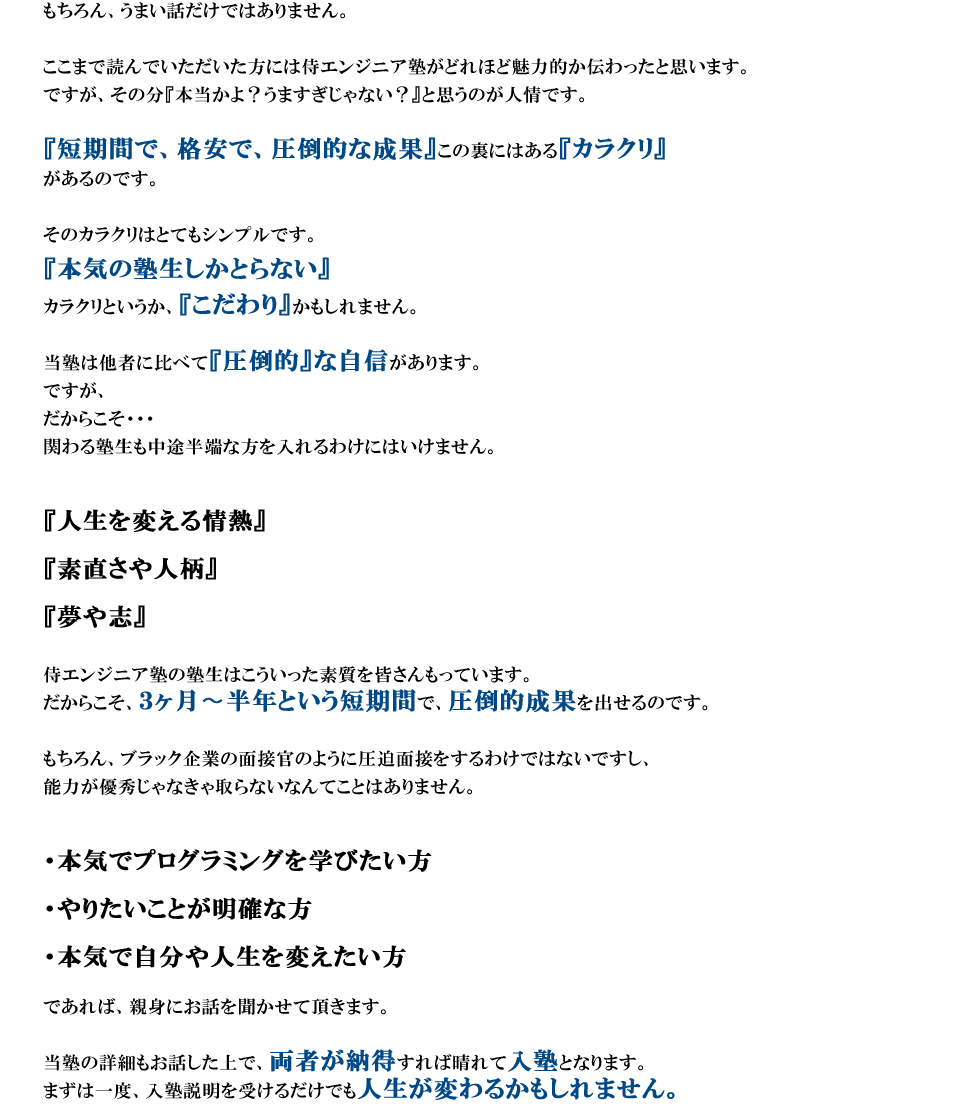 もちろん、うまい話だけではありません。
ここまで読んでいただいた方には侍エンジニア塾がどれほど魅力的か伝わったと思います。
ですが、その分『本当かよ？うますぎじゃない？』と思うのが人情です。
『短期間で、格安で、圧倒的な成果』この裏にはある『カラクリ』
があるのです。
そのカラクリはとてもシンプルです。
『本気の塾生しかとらない』
カラクリというか、『こだわり』かもしれません。
当塾は他者に比べて『圧倒的』な自信があります。
ですが、
だからこそ・・・
関わる塾生も中途半端な方を入れるわけにはいけません。
『人生を変える情熱』
『素直さや人柄』
『夢や志』
侍エンジニア塾の塾生はこういった素質を皆さんもっています。
だからこそ、3ヶ月～半年という短期間で、圧倒的成果を出せるのです。
もちろん、ブラック企業の面接官のように圧迫面接をするわけではないですし、
能力が優秀じゃなきゃ取らないなんてことはありません。
・本気でプログラミングを学びたい方
・やりたいことが明確な方
・本気で自分や人生を変えたい方
であれば、親身にお話を聞かせて頂きます。
当塾の詳細もお話した上で、両者が納得すれば晴れて入塾となります。
まずは一度、入塾説明を受けるだけでも人生が変わるかもしれません。